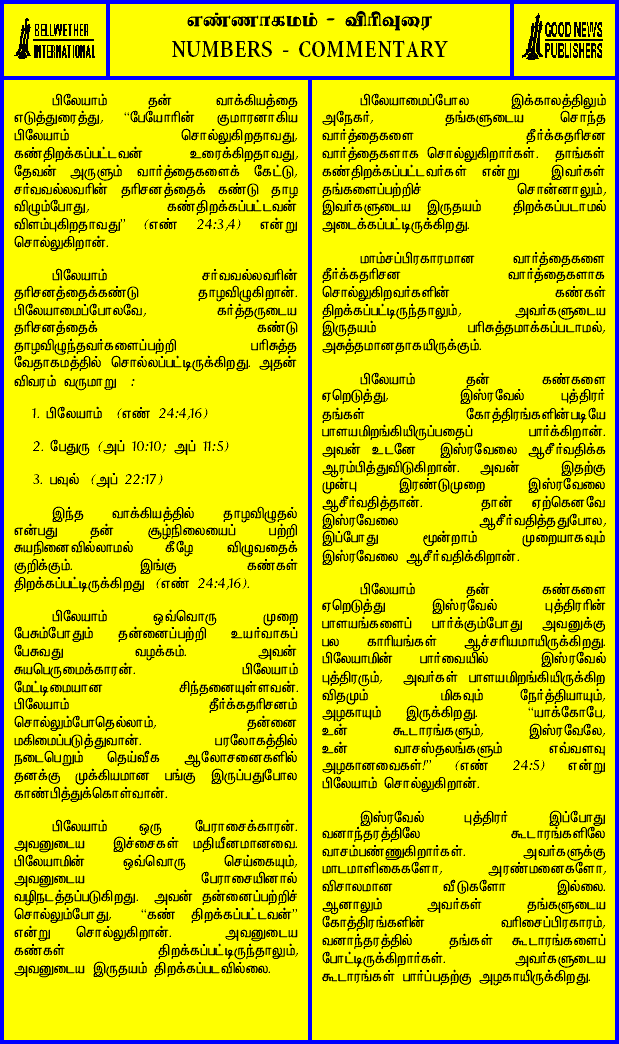 BELLWETHER
INTERNATIONAL
எண்ணாகமம் - விரிவுரை
NUMBERS - COMMENTARY
GOOD NEWS
PUBLISHERS
பிலேயாம் தன் வாக்கியத்தை
எடுத்துரைத்து, “பேயோரின் குமாரனாகிய
பிலேயாம் சொல்லுகிறதாவது,
கண்திறக்கப்பட்டவன் உரைக்கிறதாவது,
தேவன் அருளும் வார்த்தைகளைக் கேட்டு,
சர்வவல்லவரின் தரிசனத்தைக் கண்டு தாழ
விழும்போது, கண்திறக்கப்பட்டவன்
விளம்புகிறதாவது” (எண் 24:3,4) என்று
சொல்லுகிறான்.
பிலேயாம் சர்வவல்லவரின்
தரிசனத்தைக்கண்டு தாழவிழுகிறான்.
பிலேயாமைப்போலவே, கர்த்தருடைய
தரிசனத்தைக் கண்டு
தாழவிழுந்தவர்களைப்பற்றி பரிசுத்த
வேதாகமத்தில் சொல்லப்பட்டிருக்கிறது. அதன்
விவரம் வருமாறு :
1. பிலேயாம் (எண் 24:4,16)
2. பேதுரு (அப் 10:10; அப் 11:5)
3. பவுல் (அப் 22:17)
இந்த வாக்கியத்தில் தாழவிழுதல்
என்பது தன் சூழ்நிலையைப் பற்றி
சுயநினைவில்லாமல் கீழே விழுவதைக்
குறிக்கும். இங்கு கண்கள்
திறக்கப்பட்டிருக்கிறது (எண் 24:4,16).
பிலேயாம் ஒவ்வொரு முறை
பேசும்போதும் தன்னைப்பற்றி உயர்வாகப்
பேசுவது வழக்கம். அவன்
சுயபெருமைக்காரன். பிலேயாம்
மேட்டிமையான சிந்தனையுள்ளவன்.
பிலேயாம் தீர்க்கதரிசனம்
சொல்லும்போதெல்லாம், தன்னை
மகிமைப்படுத்துவான். பரலோகத்தில்
நடைபெறும் தெய்வீக ஆலோசனைகளில்
தனக்கு முக்கியமான பங்கு இருப்பதுபோல
காண்பித்துக்கொள்வான்.
பிலேயாம் ஒரு பேராசைக்காரன்.
அவனுடைய இச்சைகள் மதியீனமானவை.
பிலேயாமின் ஒவ்வொரு செய்கையும்,
அவனுடைய பேராசையினால்
வழிநடத்தப்படுகிறது. அவன் தன்னைப்பற்றிச்
சொல்லும்போது, “கண் திறக்கப்பட்டவன்”
என்று சொல்லுகிறான். அவனுடைய
கண்கள் திறக்கப்பட்டிருந்தாலும்,
அவனுடைய இருதயம் திறக்கப்படவில்லை.
பிலேயாமைப்போல இக்காலத்திலும்
அநேகர், தங்களுடைய சொந்த
வார்த்தைகளை தீர்க்கதரிசன
வார்த்தைகளாக சொல்லுகிறார்கள். தாங்கள்
கண்திறக்கப்பட்டவர்கள் என்று இவர்கள்
தங்களைப்பற்றிச் சொன்னாலும்,
இவர்களுடைய இருதயம் திறக்கப்படாமல்
அடைக்கப்பட்டிருக்கிறது.
மாம்சப்பிரகாரமான வார்த்தைகளை
தீர்க்கதரிசன வார்த்தைகளாக
சொல்லுகிறவர்களின் கண்கள்
திறக்கப்பட்டிருந்தாலும், அவர்களுடைய
இருதயம் பரிசுத்தமாக்கப்படாமல்,
அசுத்தமானதாகயிருக்கும்.
பிலேயாம் தன் கண்களை
ஏறெடுத்து, இஸ்ரவேல் புத்திரர்
தங்கள் கோத்திரங்களின்படியே
பாளயமிறங்கியிருப்பதைப் பார்க்கிறான்.
அவன் உடனே இஸ்ரவேலை ஆசீர்வதிக்க
ஆரம்பித்துவிடுகிறான். அவன் இதற்கு
முன்பு இரண்டுமுறை இஸ்ரவேலை
ஆசீர்வதித்தான். தான் ஏற்கெனவே
இஸ்ரவேலை ஆசீர்வதித்ததுபோல,
இப்போது மூன்றாம் முறையாகவும்
இஸ்ரவேலை ஆசீர்வதிக்கிறான்.
பிலேயாம் தன் கண்களை
ஏறெடுத்து இஸ்ரவேல் புத்திரரின்
பாளயங்களைப் பார்க்கும்போது அவனுக்கு
பல காரியங்கள் ஆச்சரியமாயிருக்கிறது.
பிலேயாமின் பார்வையில் இஸ்ரவேல்
புத்திரரும், அவர்கள் பாளயமிறங்கியிருக்கிற
விதமும் மிகவும் நேர்த்தியாயும்,
அழகாயும் இருக்கிறது. “யாக்கோபே,
உன் கூடாரங்களும், இஸ்ரவேலே,
உன் வாசஸ்தலங்களும் எவ்வளவு
அழகானவைகள்!” (எண் 24:5) என்று
பிலேயாம் சொல்லுகிறான்.
இஸ்ரவேல் புத்திரர் இப்போது
வனாந்தரத்திலே கூடாரங்களிலே
வாசம்பண்ணுகிறார்கள். அவர்களுக்கு
மாடமாளிகைகளோ, அரண்மனைகளோ,
விசாலமான வீடுகளோ இல்லை.
ஆனாலும் அவர்கள் தங்களுடைய
கோத்திரங்களின் வரிசைப்பிரகாரம்,
வனாந்தரத்தில் தங்கள் கூடாரங்களைப்
போட்டிருக்கிறார்கள். அவர்களுடைய
கூடாரங்கள் பார்ப்பதற்கு அழகாயிருக்கிறது.